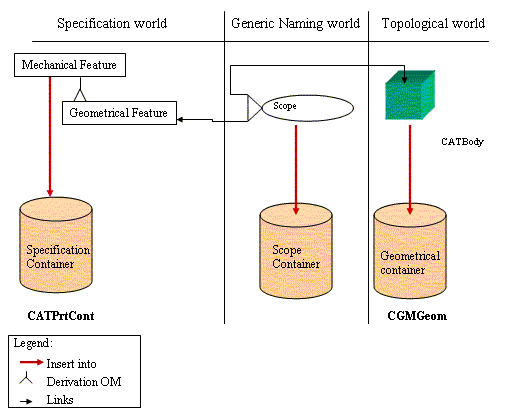 Specification world
Generic Naming world
Topological world
Mechanical Feature
Geometrical Feature
Scope
CATBody
Specification
Container
Scope
Container
Geometrical
container
CATPrtCont
CGMGeom
Legend:
Insert into
Derivation OM
Links